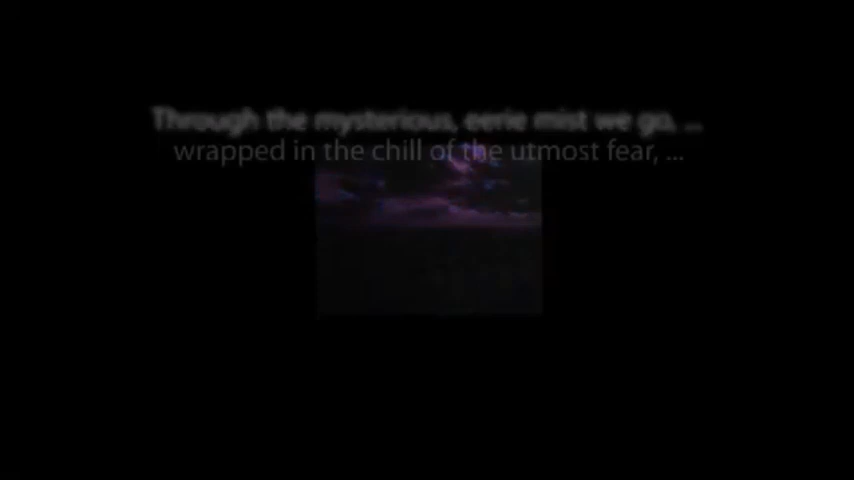 Through the mysterious, eerie mist we go, ...
wrapped in the chill of the utmost fear, ...